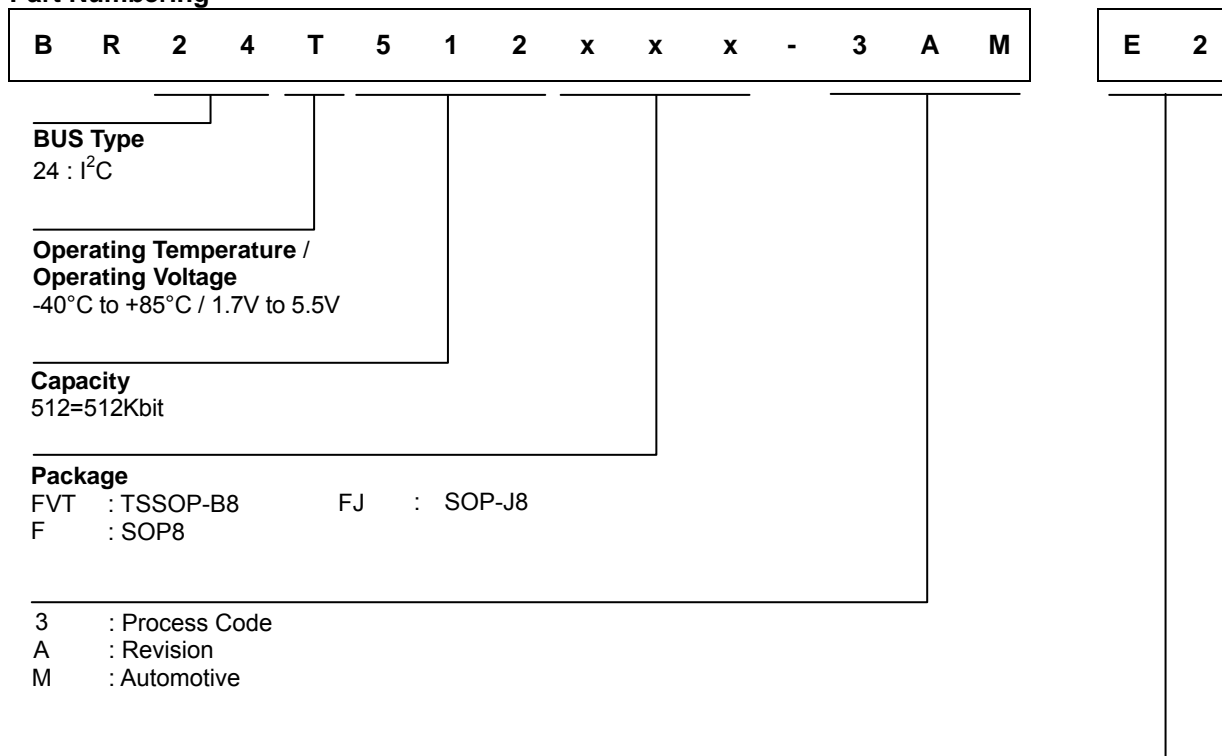 B R 2 4 T 5 1 2 x x x - 3 A M E 2
BUS Type
24 : I²C
Operating Temperature /
Operating Voltage
-40°C to +85°C / 1.7V to 5.5V
Capacity
512=512Kbit
Package
FVT : TSSOP-B8 FJ : SOP-J8
F : SOP8
3 : Process Code
A : Revision
M : Automotive